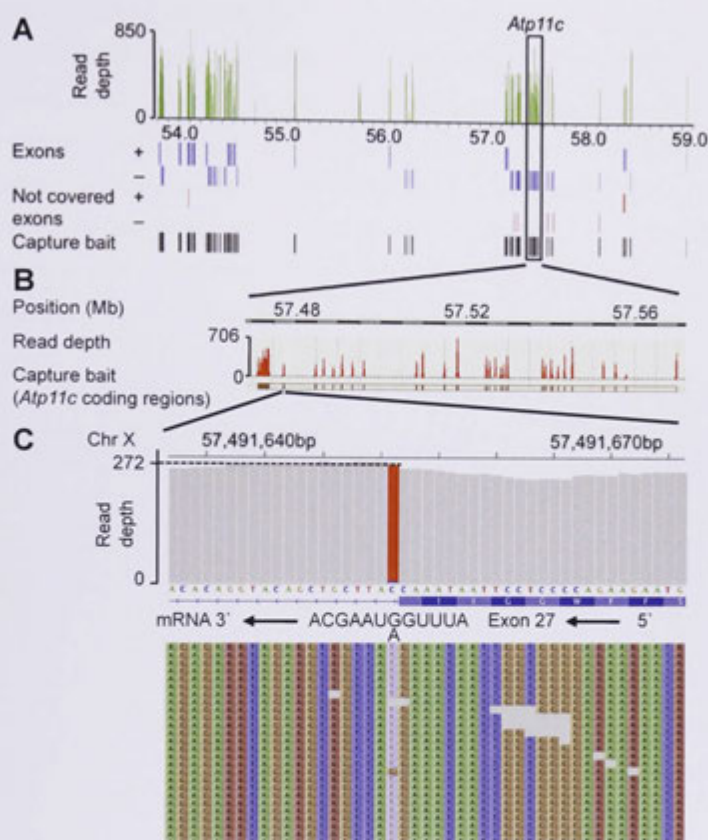 A
Atp11c
850
Read depth
0
54.0 55.0 56.0 57.0 58.0 59.0
Exons +
−
Not covered exons +
−
Capture bait
B
Position (Mb) 57.48 57.52 57.56
Read depth 706
0
Capture bait
(Atp11c coding regions)
C
Chr X 57,491,640bp 57,491,670bp
272
Read depth
0
ACACAGGTACAGCTGCTTACCAAATAATTCCTCCCCAGAAGAATG
mRNA 3` ACGAAUGGUUUA Exon 27 5`
A